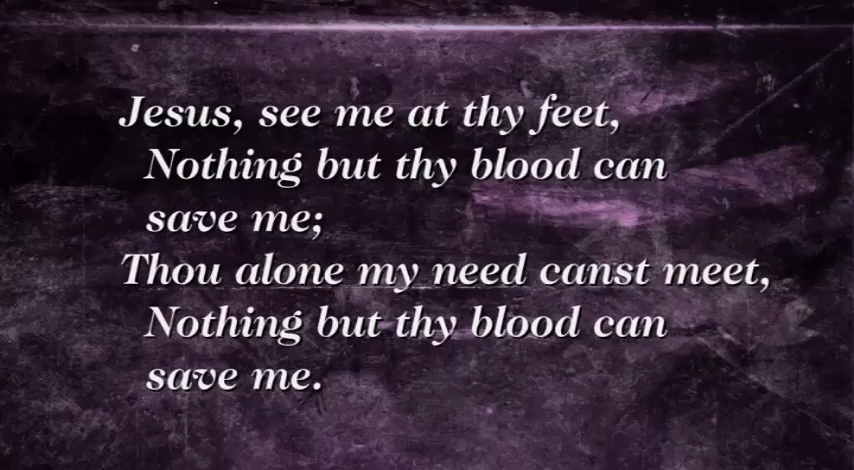 Jesus, see me at thy feet,
Nothing but thy blood can
save me;
Thou alone my need canst meet,
Nothing but thy blood can
save me.